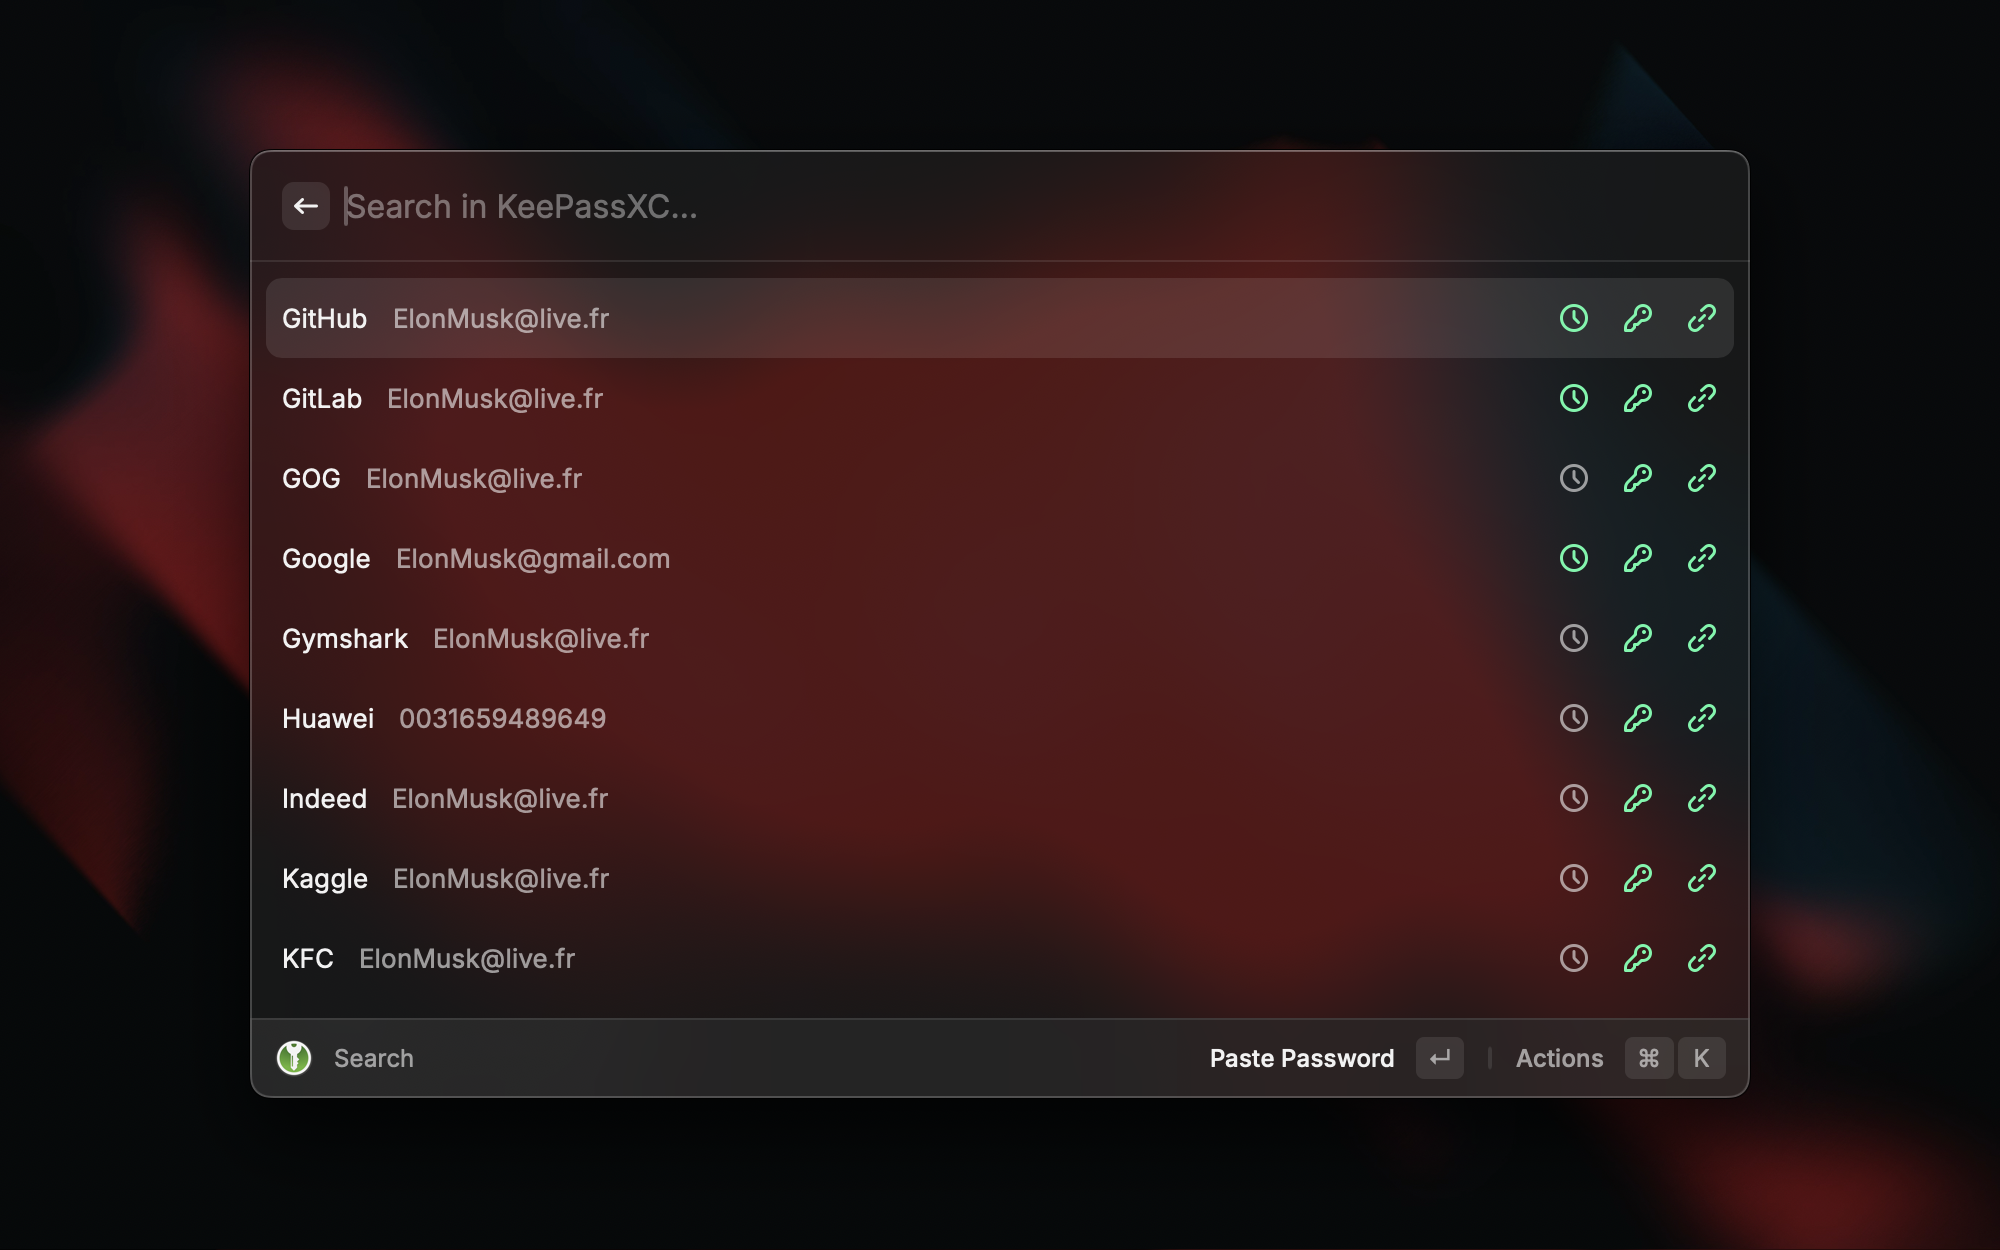 Search in KeePassXC...
GitHub ElonMusk@live.fr
GitLab ElonMusk@live.fr
GOG ElonMusk@live.fr
Google ElonMusk@gmail.com
Gymshark ElonMusk@live.fr
Huawei 0031659489649
Indeed ElonMusk@live.fr
Kaggle ElonMusk@live.fr
KFC ElonMusk@live.fr
Search Paste Password ↵ | Actions ⌘ K